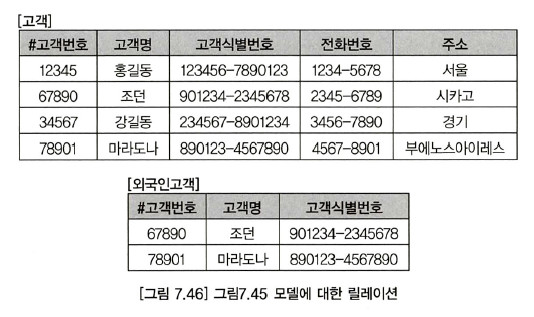 [고객]
#고객번호 고객명 고객식별번호 전화번호 주소
12345 홍길동 123456-7890123 1234-5678 서울
67890 조던 901234-2345678 2345-6789 시카고
34567 강길동 234567-8901234 3456-7890 경기
78901 마라도나 890123-4567890 4567-8901 부에노스아이레스
[외국인고객]
#고객번호 고객명 고객식별번호
67890 조던 901234-2345678
78901 마라도나 890123-4567890
[그림 7.46] 그림7.45 모델에 대한 릴레이션